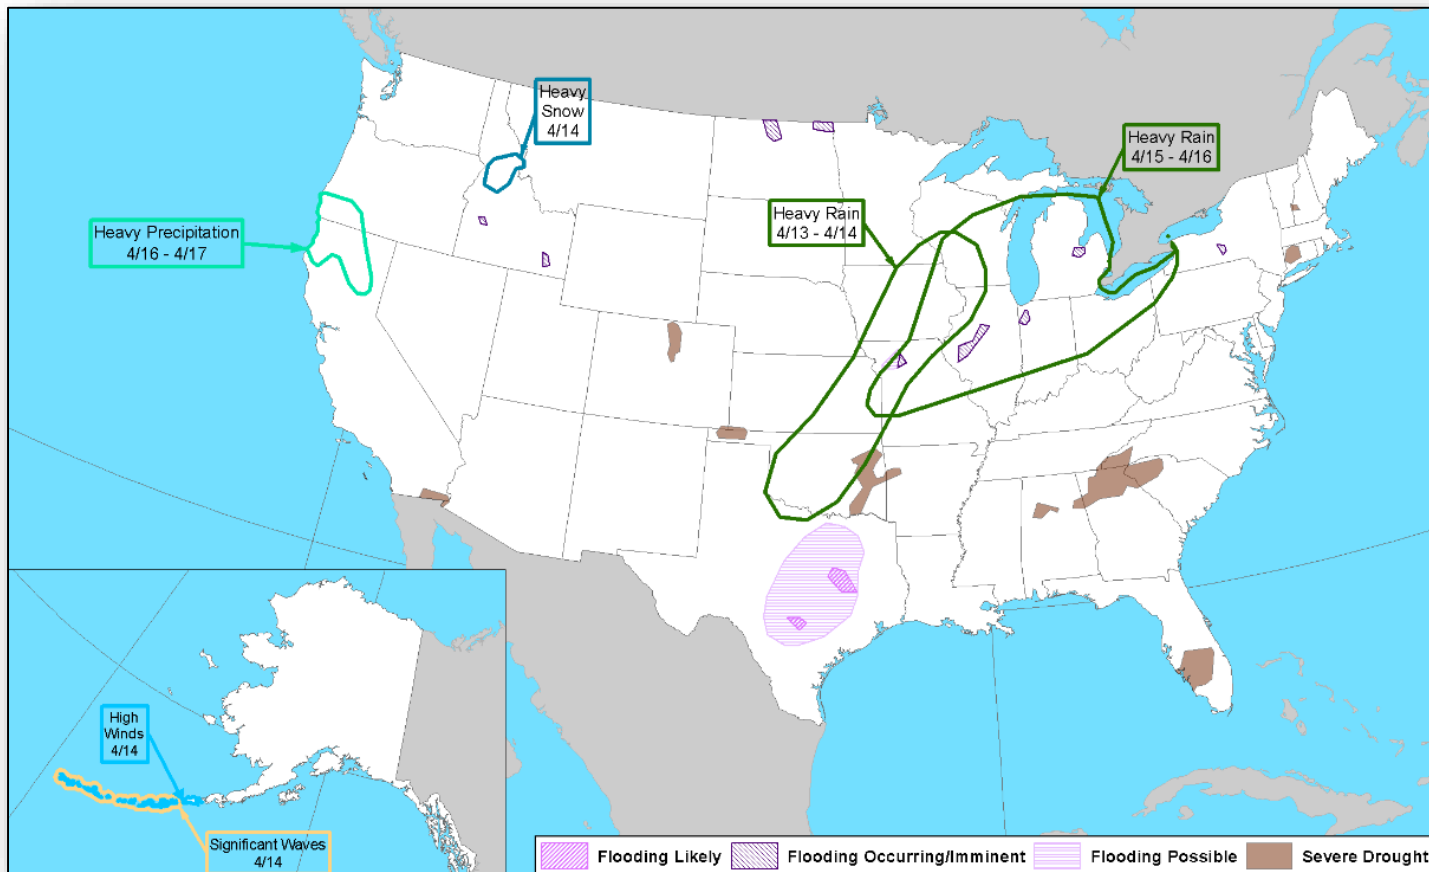 Heavy
Snow
4/14
Heavy Rain
4/15 - 4/16
Heavy Rain
4/13 - 4/14
Heavy Precipitation
4/16 - 4/17
High
Winds
4/14
Significant Waves
4/14
Flooding Likely
Flooding Occurring/Imminent
Flooding Possible
Severe Drought